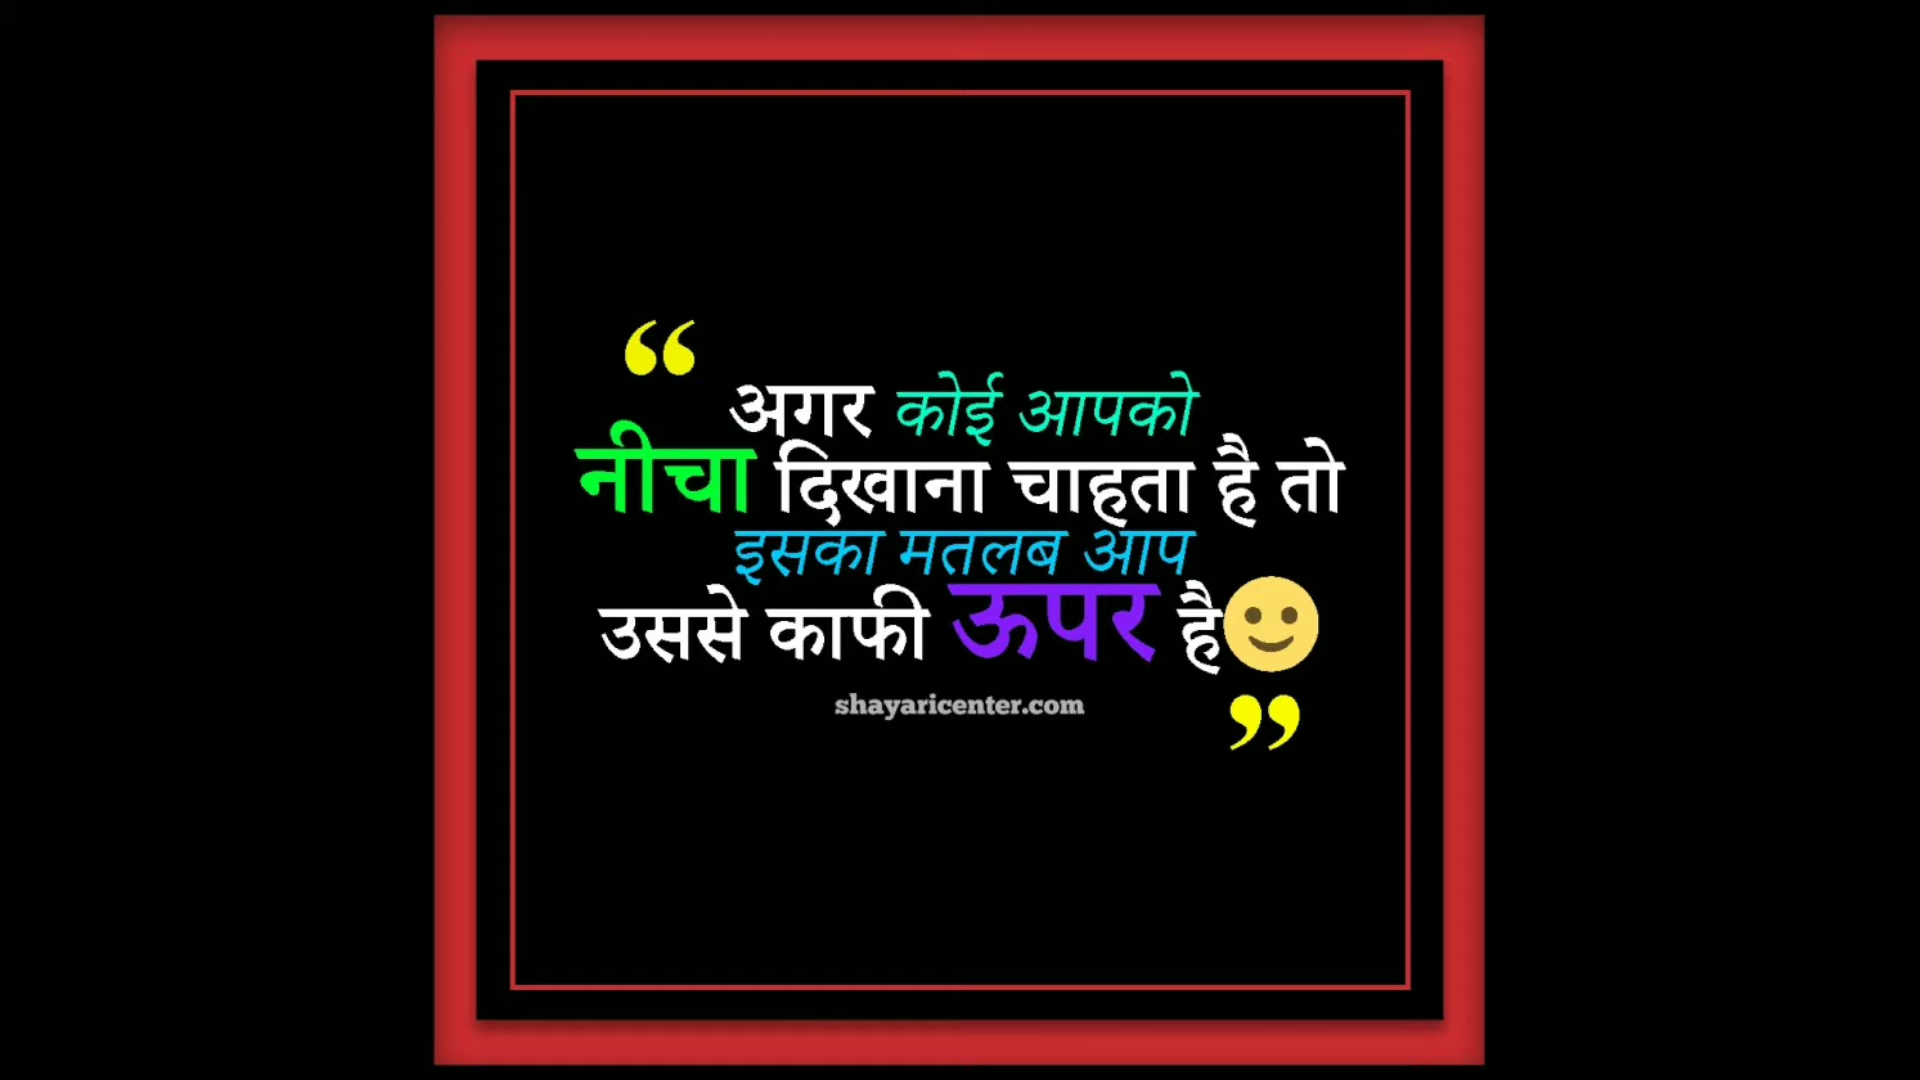 “
अगर कोई आपको
नीचा दिखाना चाहता है तो
इसका मतलब आप
उससे काफी ऊपर है🙂
shayaricenter.com
”